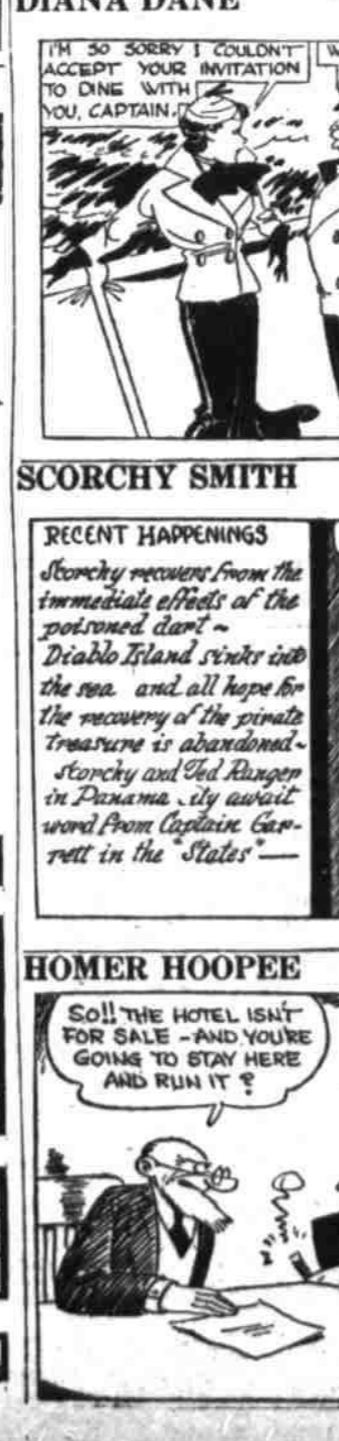 DIANA DANE
I'M SO SORRY I COULDN'T
ACCEPT YOUR INVITATION
TO DINE WITH
YOU, CAPTAIN.
W
SCORCHY SMITH
RECENT HAPPENINGS
Scorchy recovers from the
immediate effects of the
poisoned dart ~
Diablo Island sinks into
the sea and all hope for
the recovery of the pirate
treasure is abandoned~
Scorchy and Ted Ranger
in Panama ity await
word from Captain Gar-
rett in the "States" —
HOMER HOOPEE
SO!! THE HOTEL ISN'T
FOR SALE - AND YOU'RE
GOING TO STAY HERE
AND RUN IT ?